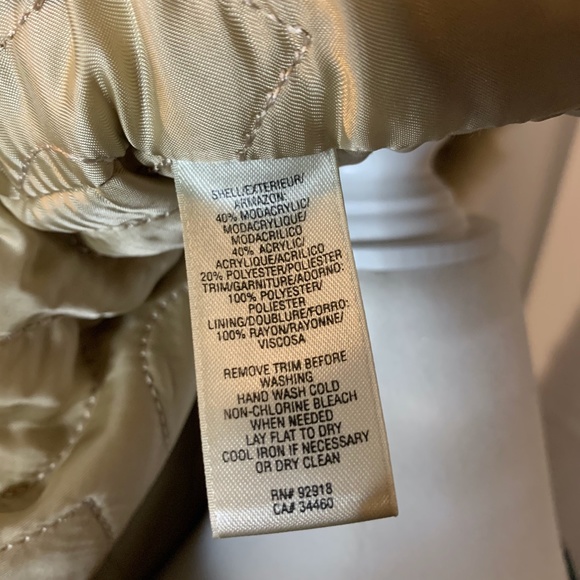 SHELL/EXTERIEUR/
ARMAZON:
40% MODACRYLIC/
MODACRYLIQUE/
MODACRILICO
40% ACRYLIC/
ACRYLIQUE/ACRILICO
20% POLYESTER/POLIESTER
TRIM/GARNITURE/ADORNO:
100% POLYESTER/
POLIESTER
LINING/DOUBLURE/FORRO:
100% RAYON/RAYONNE/
VISCOSA
REMOVE TRIM BEFORE
WASHING
HAND WASH COLD
NON-CHLORINE BLEACH
WHEN NEEDED
LAY FLAT TO DRY
COOL IRON IF NECESSARY
OR DRY CLEAN
RN# 92918
CA# 34460